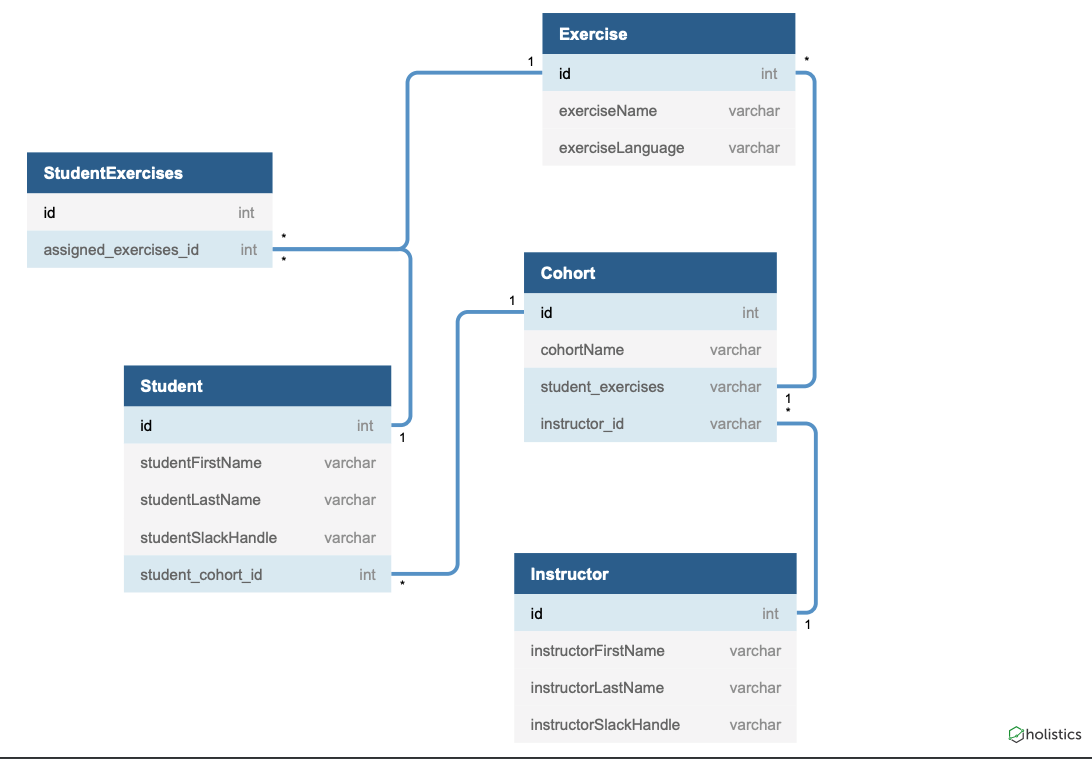 Exercise
1
*
id int
exerciseName varchar
exerciseLanguage varchar
StudentExercises
id int
assigned_exercises_id int
*
*
Cohort
1
id int
cohortName varchar
student_exercises varchar
1
*
instructor_id varchar
Student
id int
1
studentFirstName varchar
studentLastName varchar
studentSlackHandle varchar
student_cohort_id int
*
Instructor
id int
1
instructorFirstName varchar
instructorLastName varchar
instructorSlackHandle varchar
holistics